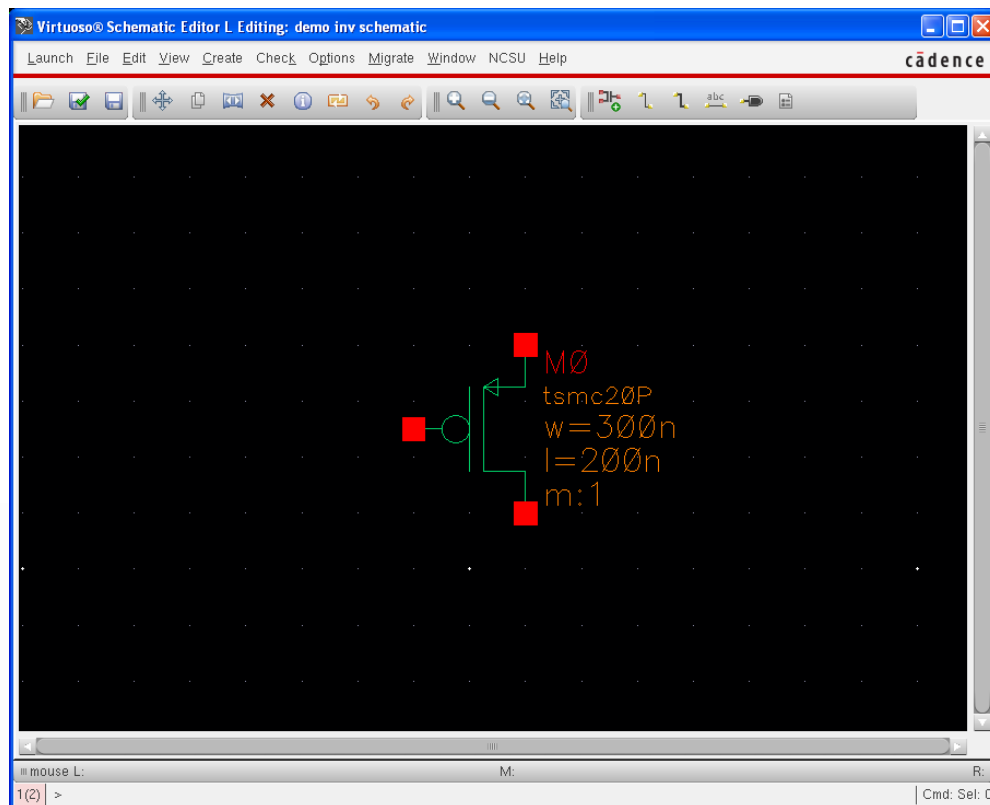 Virtuoso® Schematic Editor L Editing: demo inv schematic
Launch File Edit View Create Check Options Migrate Window NCSU Help
cādence
abc
M0
tsmc20P
w=300n
l=200n
m:1
mouse L: M: R:
1(2) > Cmd: Sel: 0